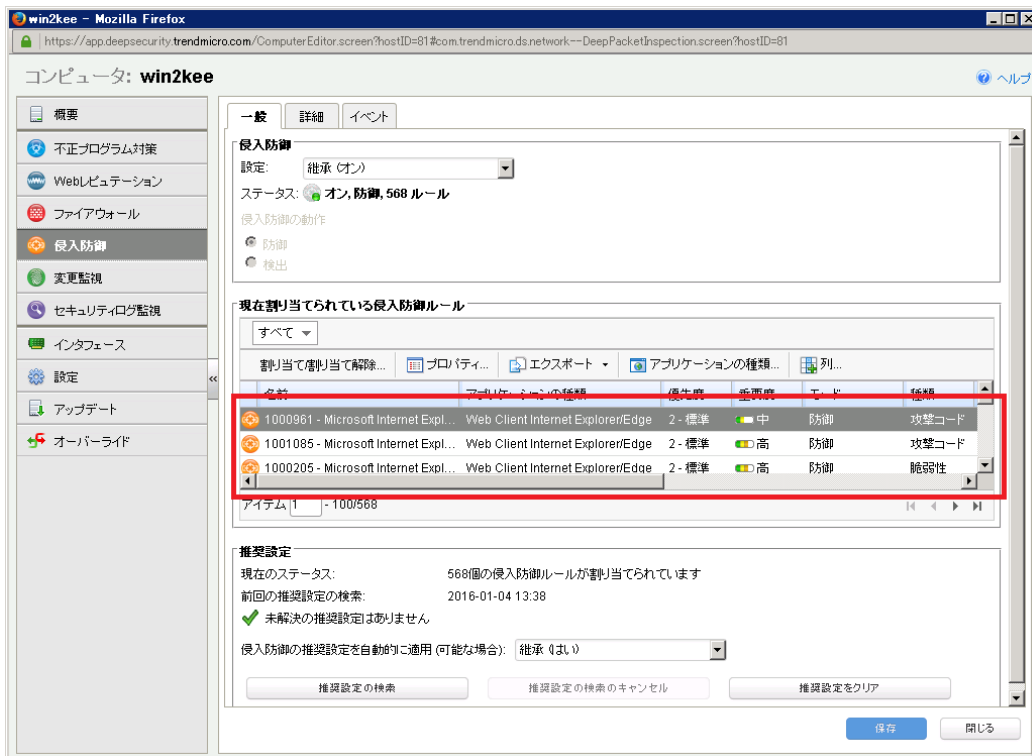 win2kee - Mozilla Firefox
https://app.deepsecurity.trendmicro.com/ComputerEditor.screen?hostID=81#com.trendmicro.ds.network--DeepPacketInspection.screen?hostID=81
コンピュータ: win2kee
ヘルプ
概要
不正プログラム対策
Webレピュテーション
ファイアウォール
侵入防御
変更監視
セキュリティログ監視
インタフェース
設定
アップデート
オーバーライド
«
一般 詳細 イベント
侵入防御
設定: 継承 (オン)
ステータス: オン, 防御, 568 ルール
侵入防御の動作
防御
検出
現在割り当てられている侵入防御ルール
すべて
割り当て/割り当て解除... プロパティ... エクスポート アプリケーションの種類... 列...
名前 アプリケーションの種類 優先度 重要度 モード 種類
1000961 - Microsoft Internet Expl... Web Client Internet Explorer/Edge 2 - 標準 中 防御 攻撃コード
1001085 - Microsoft Internet Expl... Web Client Internet Explorer/Edge 2 - 標準 高 防御 攻撃コード
1000205 - Microsoft Internet Expl... Web Client Internet Explorer/Edge 2 - 標準 高 防御 脆弱性
アイテム 1 - 100/568
推奨設定
現在のステータス: 568個の侵入防御ルールが割り当てられています
前回の推奨設定の検索: 2016-01-04 13:38
未解決の推奨設定はありません
侵入防御の推奨設定を自動的に適用 (可能な場合): 継承 (はい)
推奨設定の検索 推奨設定の検索のキャンセル 推奨設定をクリア
保存 閉じる